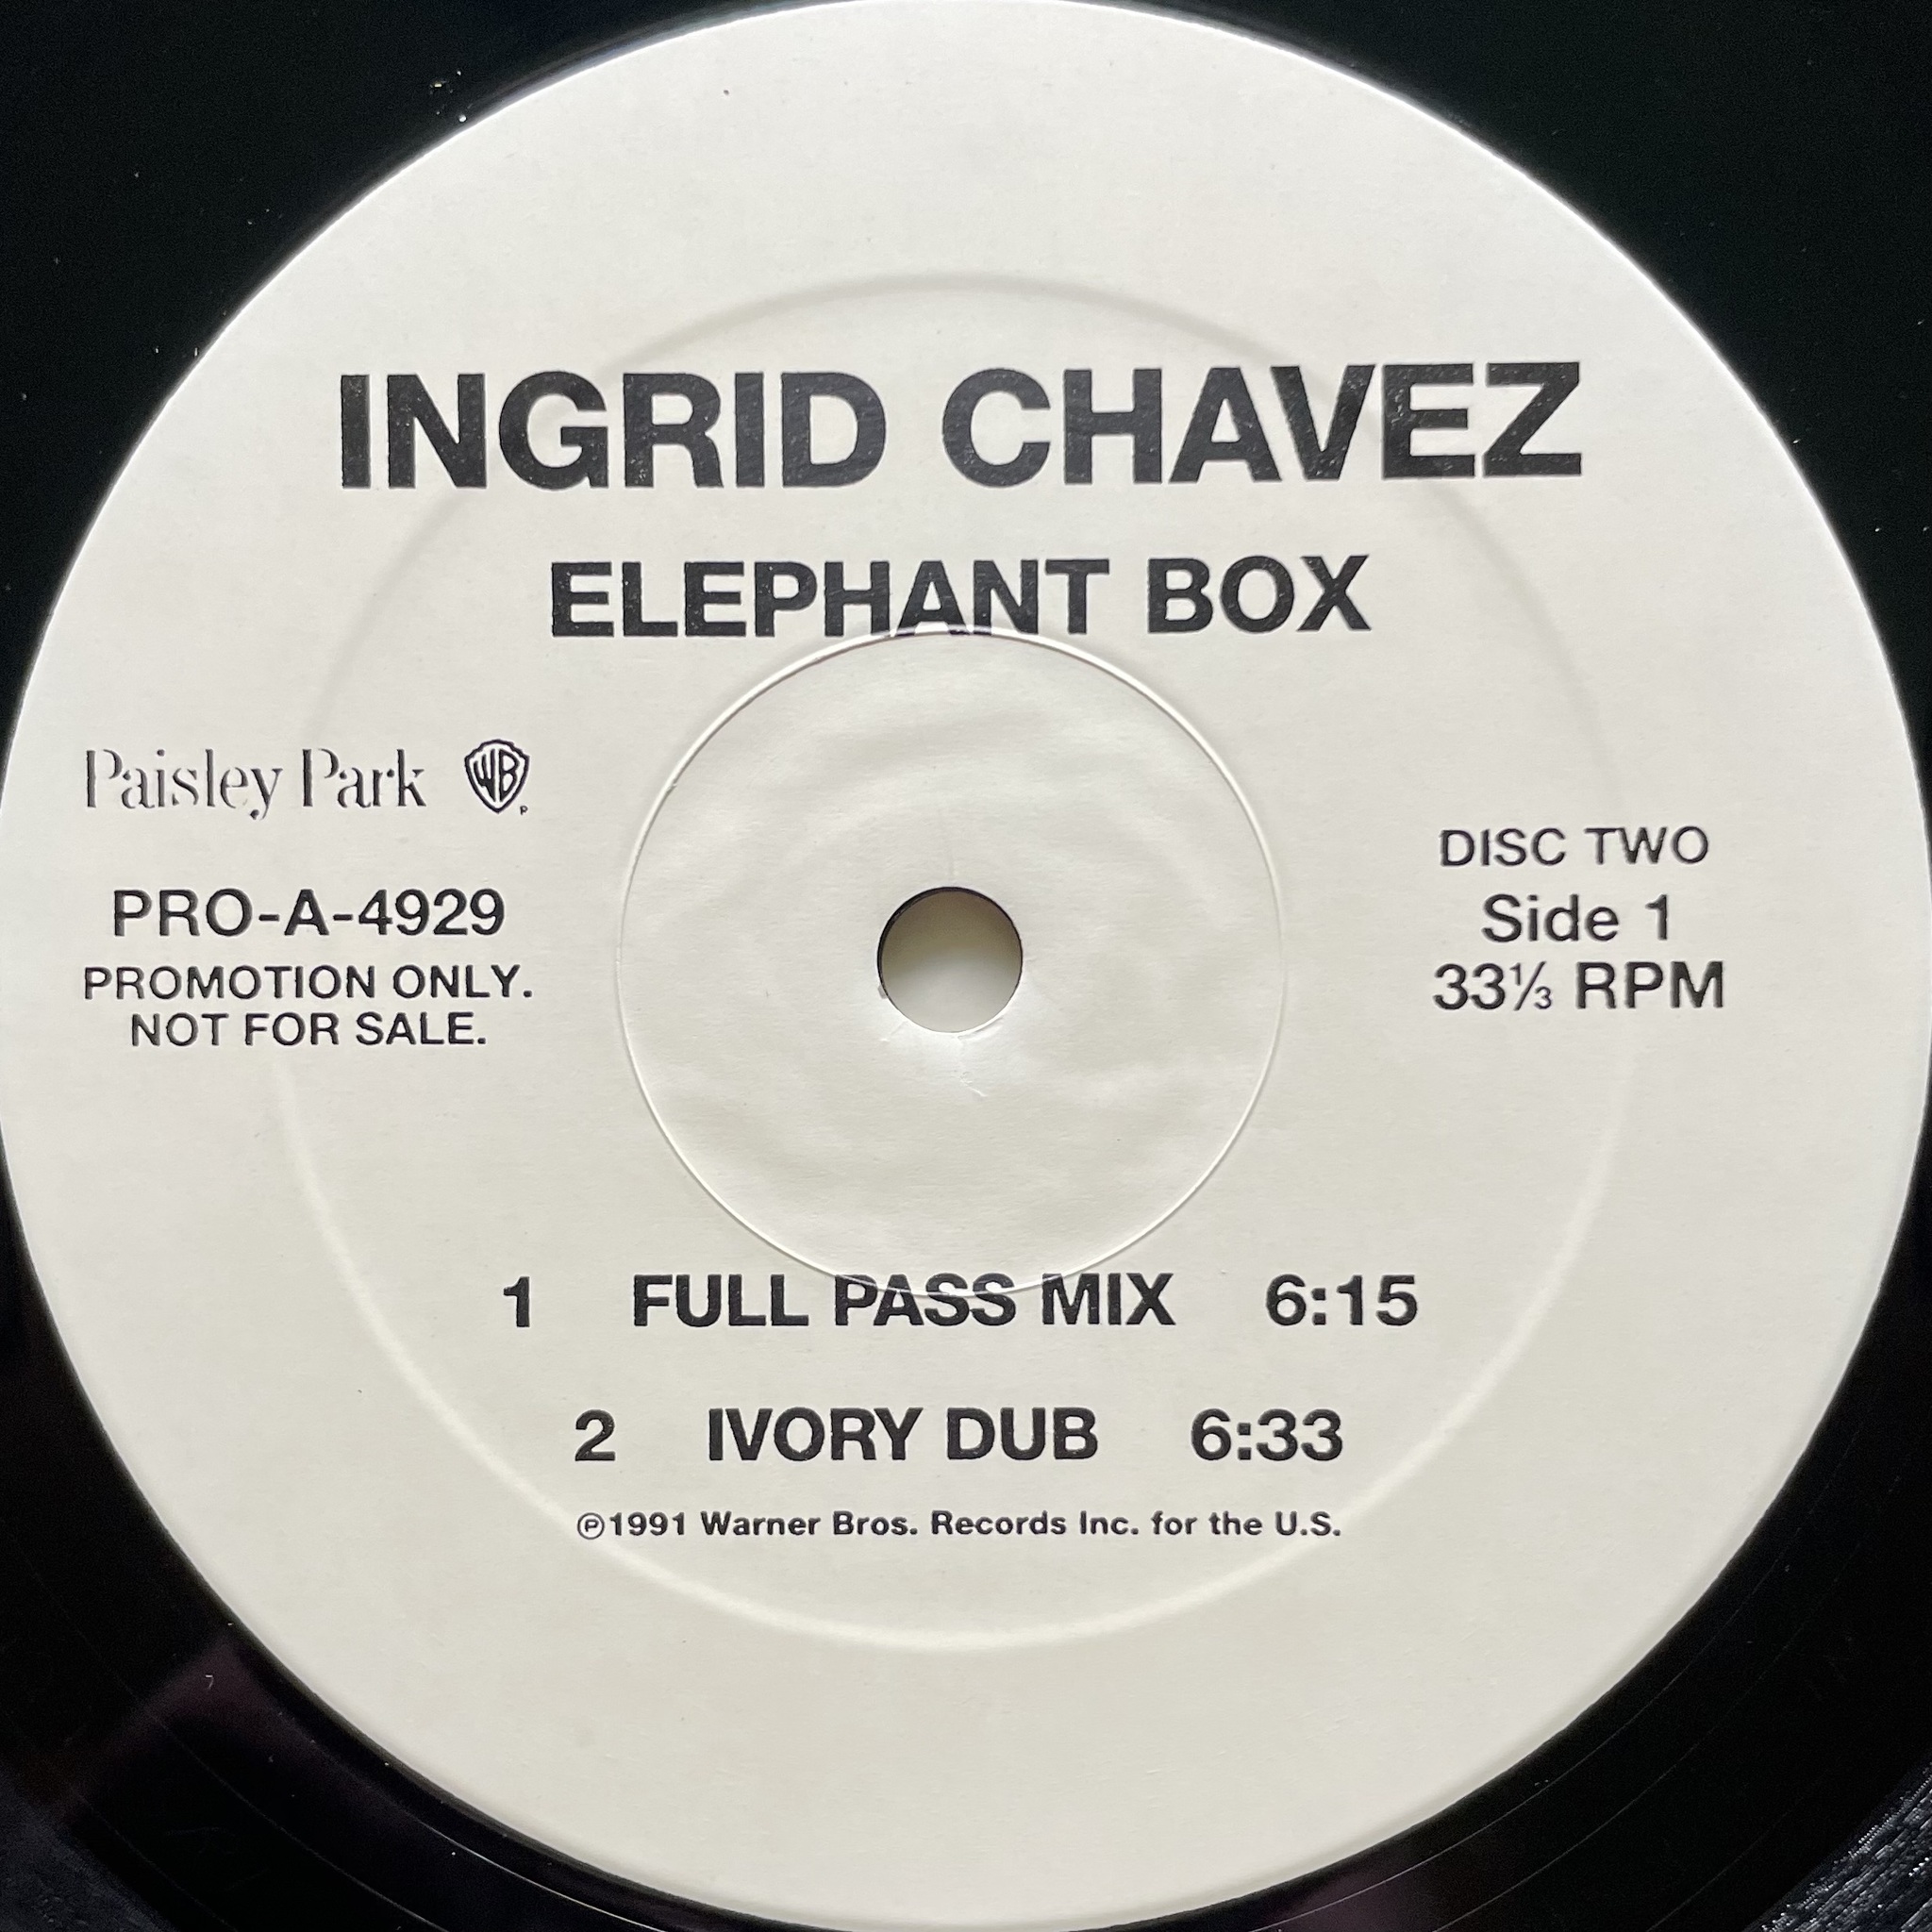 INGRID CHAVEZ
ELEPHANT BOX
Paisley Park WB
PRO-A-4929
PROMOTION ONLY.
NOT FOR SALE.
DISC TWO
Side 1
33⅓ RPM
1 FULL PASS MIX 6:15
2 IVORY DUB 6:33
℗1991 Warner Bros. Records Inc. for the U.S.